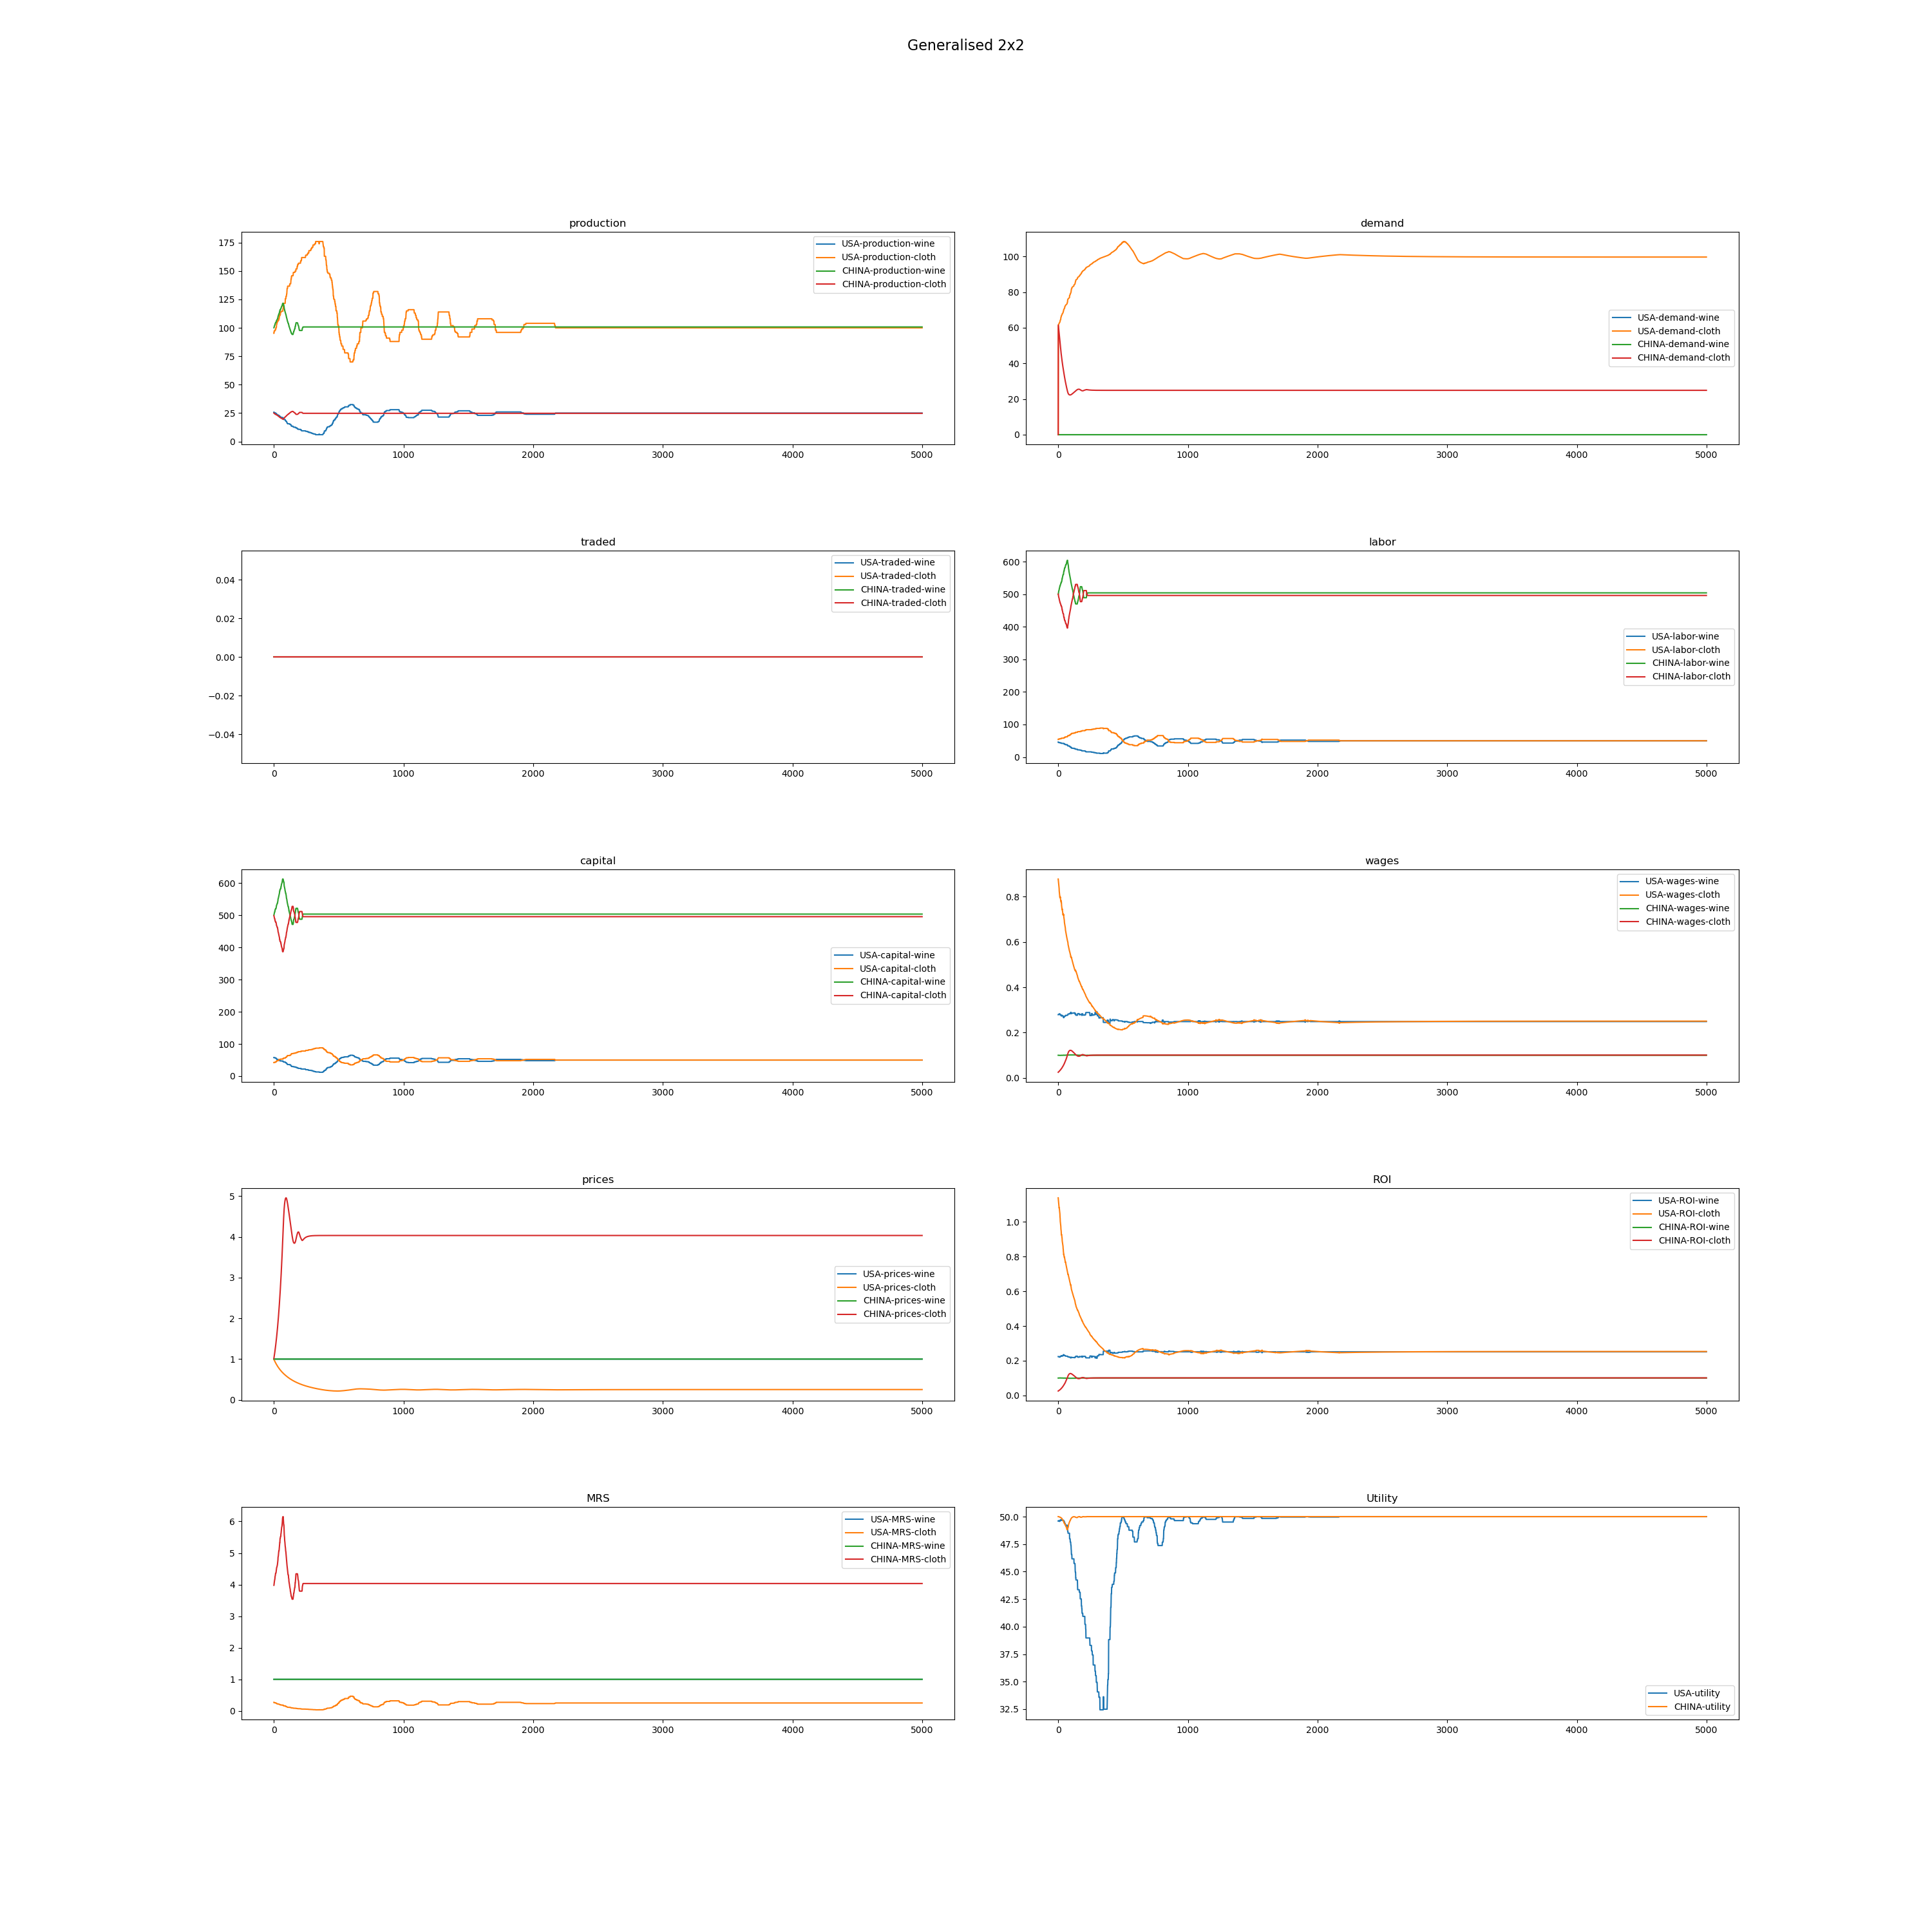 Generalised 2x2
production
175
150
125
100
75
50
25
0
0
1000
2000
3000
4000
5000
USA-production-wine
USA-production-cloth
CHINA-production-wine
CHINA-production-cloth
demand
100
80
60
40
20
0
0
1000
2000
3000
4000
5000
USA-demand-wine
USA-demand-cloth
CHINA-demand-wine
CHINA-demand-cloth
traded
0.04
0.02
0.00
−0.02
−0.04
0
1000
2000
3000
4000
5000
USA-traded-wine
USA-traded-cloth
CHINA-traded-wine
CHINA-traded-cloth
labor
600
500
400
300
200
100
0
0
1000
2000
3000
4000
5000
USA-labor-wine
USA-labor-cloth
CHINA-labor-wine
CHINA-labor-cloth
capital
600
500
400
300
200
100
0
0
1000
2000
3000
4000
5000
USA-capital-wine
USA-capital-cloth
CHINA-capital-wine
CHINA-capital-cloth
wages
0.8
0.6
0.4
0.2
0.0
0
1000
2000
3000
4000
5000
USA-wages-wine
USA-wages-cloth
CHINA-wages-wine
CHINA-wages-cloth
prices
5
4
3
2
1
0
0
1000
2000
3000
4000
5000
USA-prices-wine
USA-prices-cloth
CHINA-prices-wine
CHINA-prices-cloth
ROI
1.0
0.8
0.6
0.4
0.2
0.0
0
1000
2000
3000
4000
5000
USA-ROI-wine
USA-ROI-cloth
CHINA-ROI-wine
CHINA-ROI-cloth
MRS
6
5
4
3
2
1
0
0
1000
2000
3000
4000
5000
USA-MRS-wine
USA-MRS-cloth
CHINA-MRS-wine
CHINA-MRS-cloth
Utility
50.0
47.5
45.0
42.5
40.0
37.5
35.0
32.5
0
1000
2000
3000
4000
5000
USA-utility
CHINA-utility